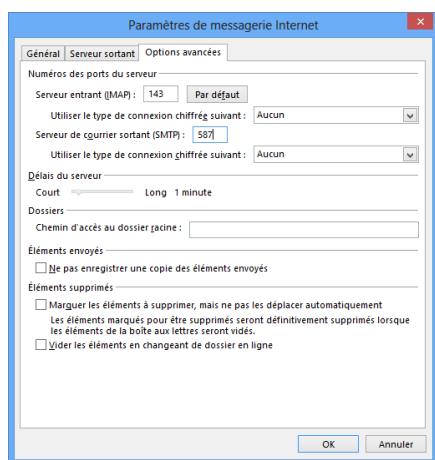 Paramètres de messagerie Internet
Général Serveur sortant Options avancées
Numéros des ports du serveur
Serveur entrant (IMAP) : 143 Par défaut
Utiliser le type de connexion chiffrée suivant : Aucun
Serveur de courrier sortant (SMTP) : 587
Utiliser le type de connexion chiffrée suivant : Aucun
Délais du serveur
Court Long 1 minute
Dossiers
Chemin d'accès au dossier racine :
Éléments envoyés
Ne pas enregistrer une copie des éléments envoyés
Éléments supprimés
Marquer les éléments à supprimer, mais ne pas les déplacer automatiquement
Les éléments marqués pour être supprimés seront définitivement supprimés lorsque
les éléments de la boîte aux lettres seront vidés.
Vider les éléments en changeant de dossier en ligne
OK Annuler